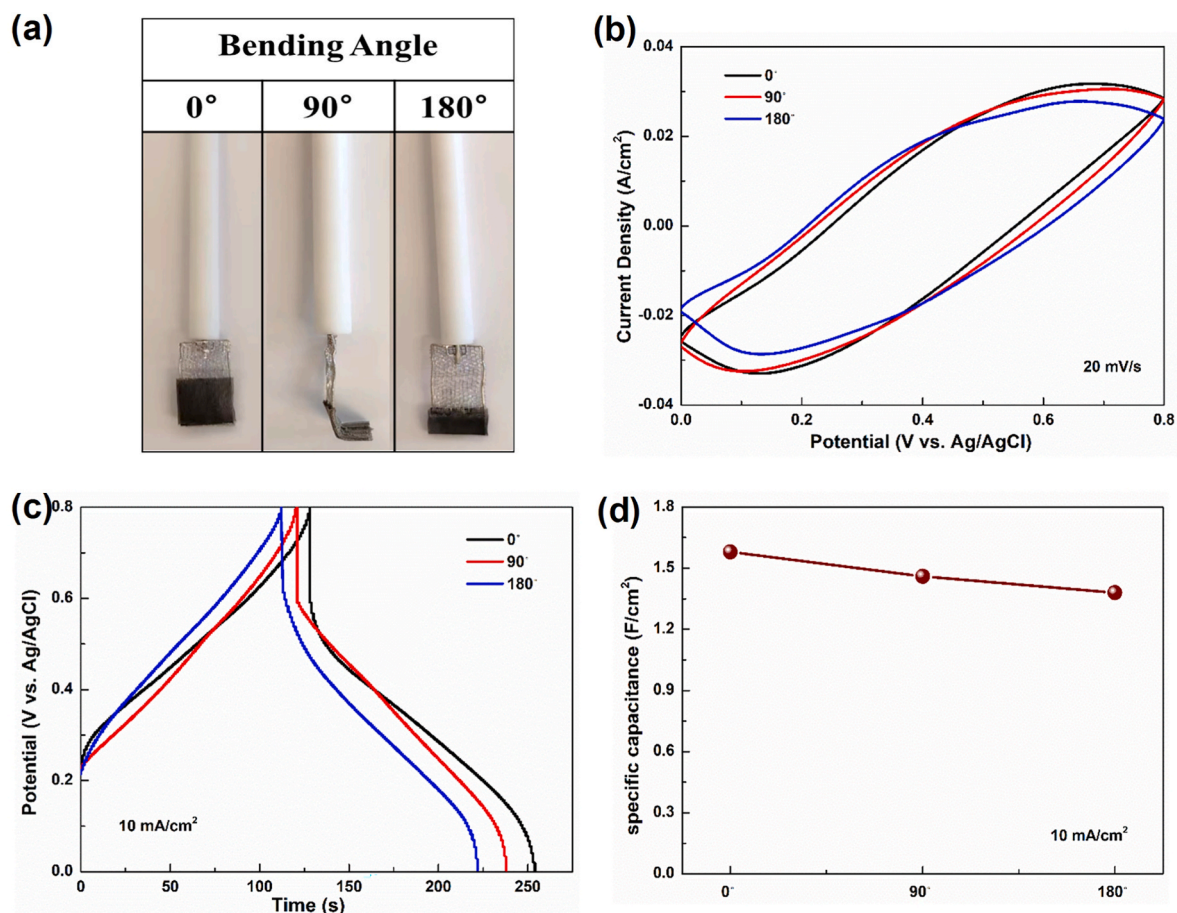 (a)
Bending Angle
0° 90° 180°
(b)
0.04
0.02
0.00
-0.02
-0.04
0.0 0.2 0.4 0.6 0.8
Current Density (A/cm²)
Potential (V vs. Ag/AgCl)
0°
90°
180°
20 mV/s
(c)
0.8
0.6
0.4
0.2
0.0
0 50 100 150 200 250
Potential (V vs. Ag/AgCl)
Time (s)
0°
90°
180°
10 mA/cm²
(d)
1.8
1.5
1.2
0.9
0.6
0.3
0.0
0° 90° 180°
specific capacitance (F/cm²)
10 mA/cm²